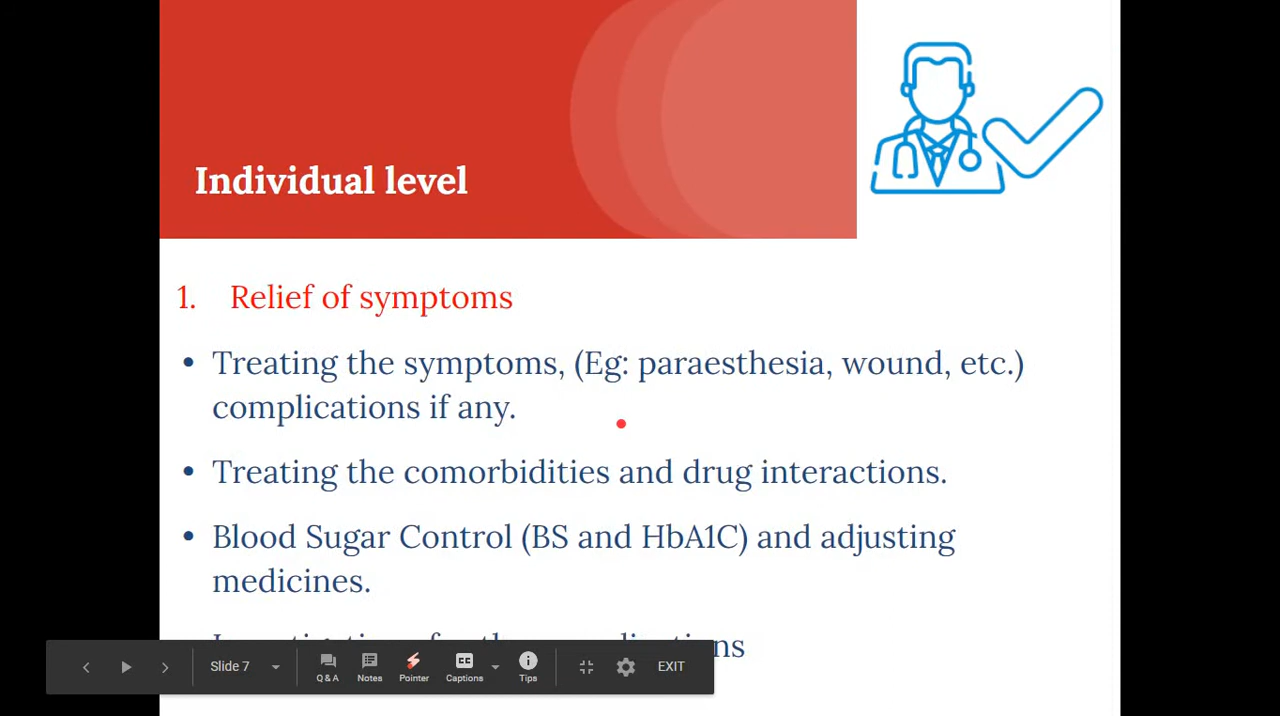 Individual level
1. Relief of symptoms
• Treating the symptoms, (Eg: paraesthesia, wound, etc.)
complications if any.
• Treating the comorbidities and drug interactions.
• Blood Sugar Control (BS and HbA1C) and adjusting
medicines.
Slide 7
Q & A
Notes
Pointer
CC
Captions
Tips
EXIT